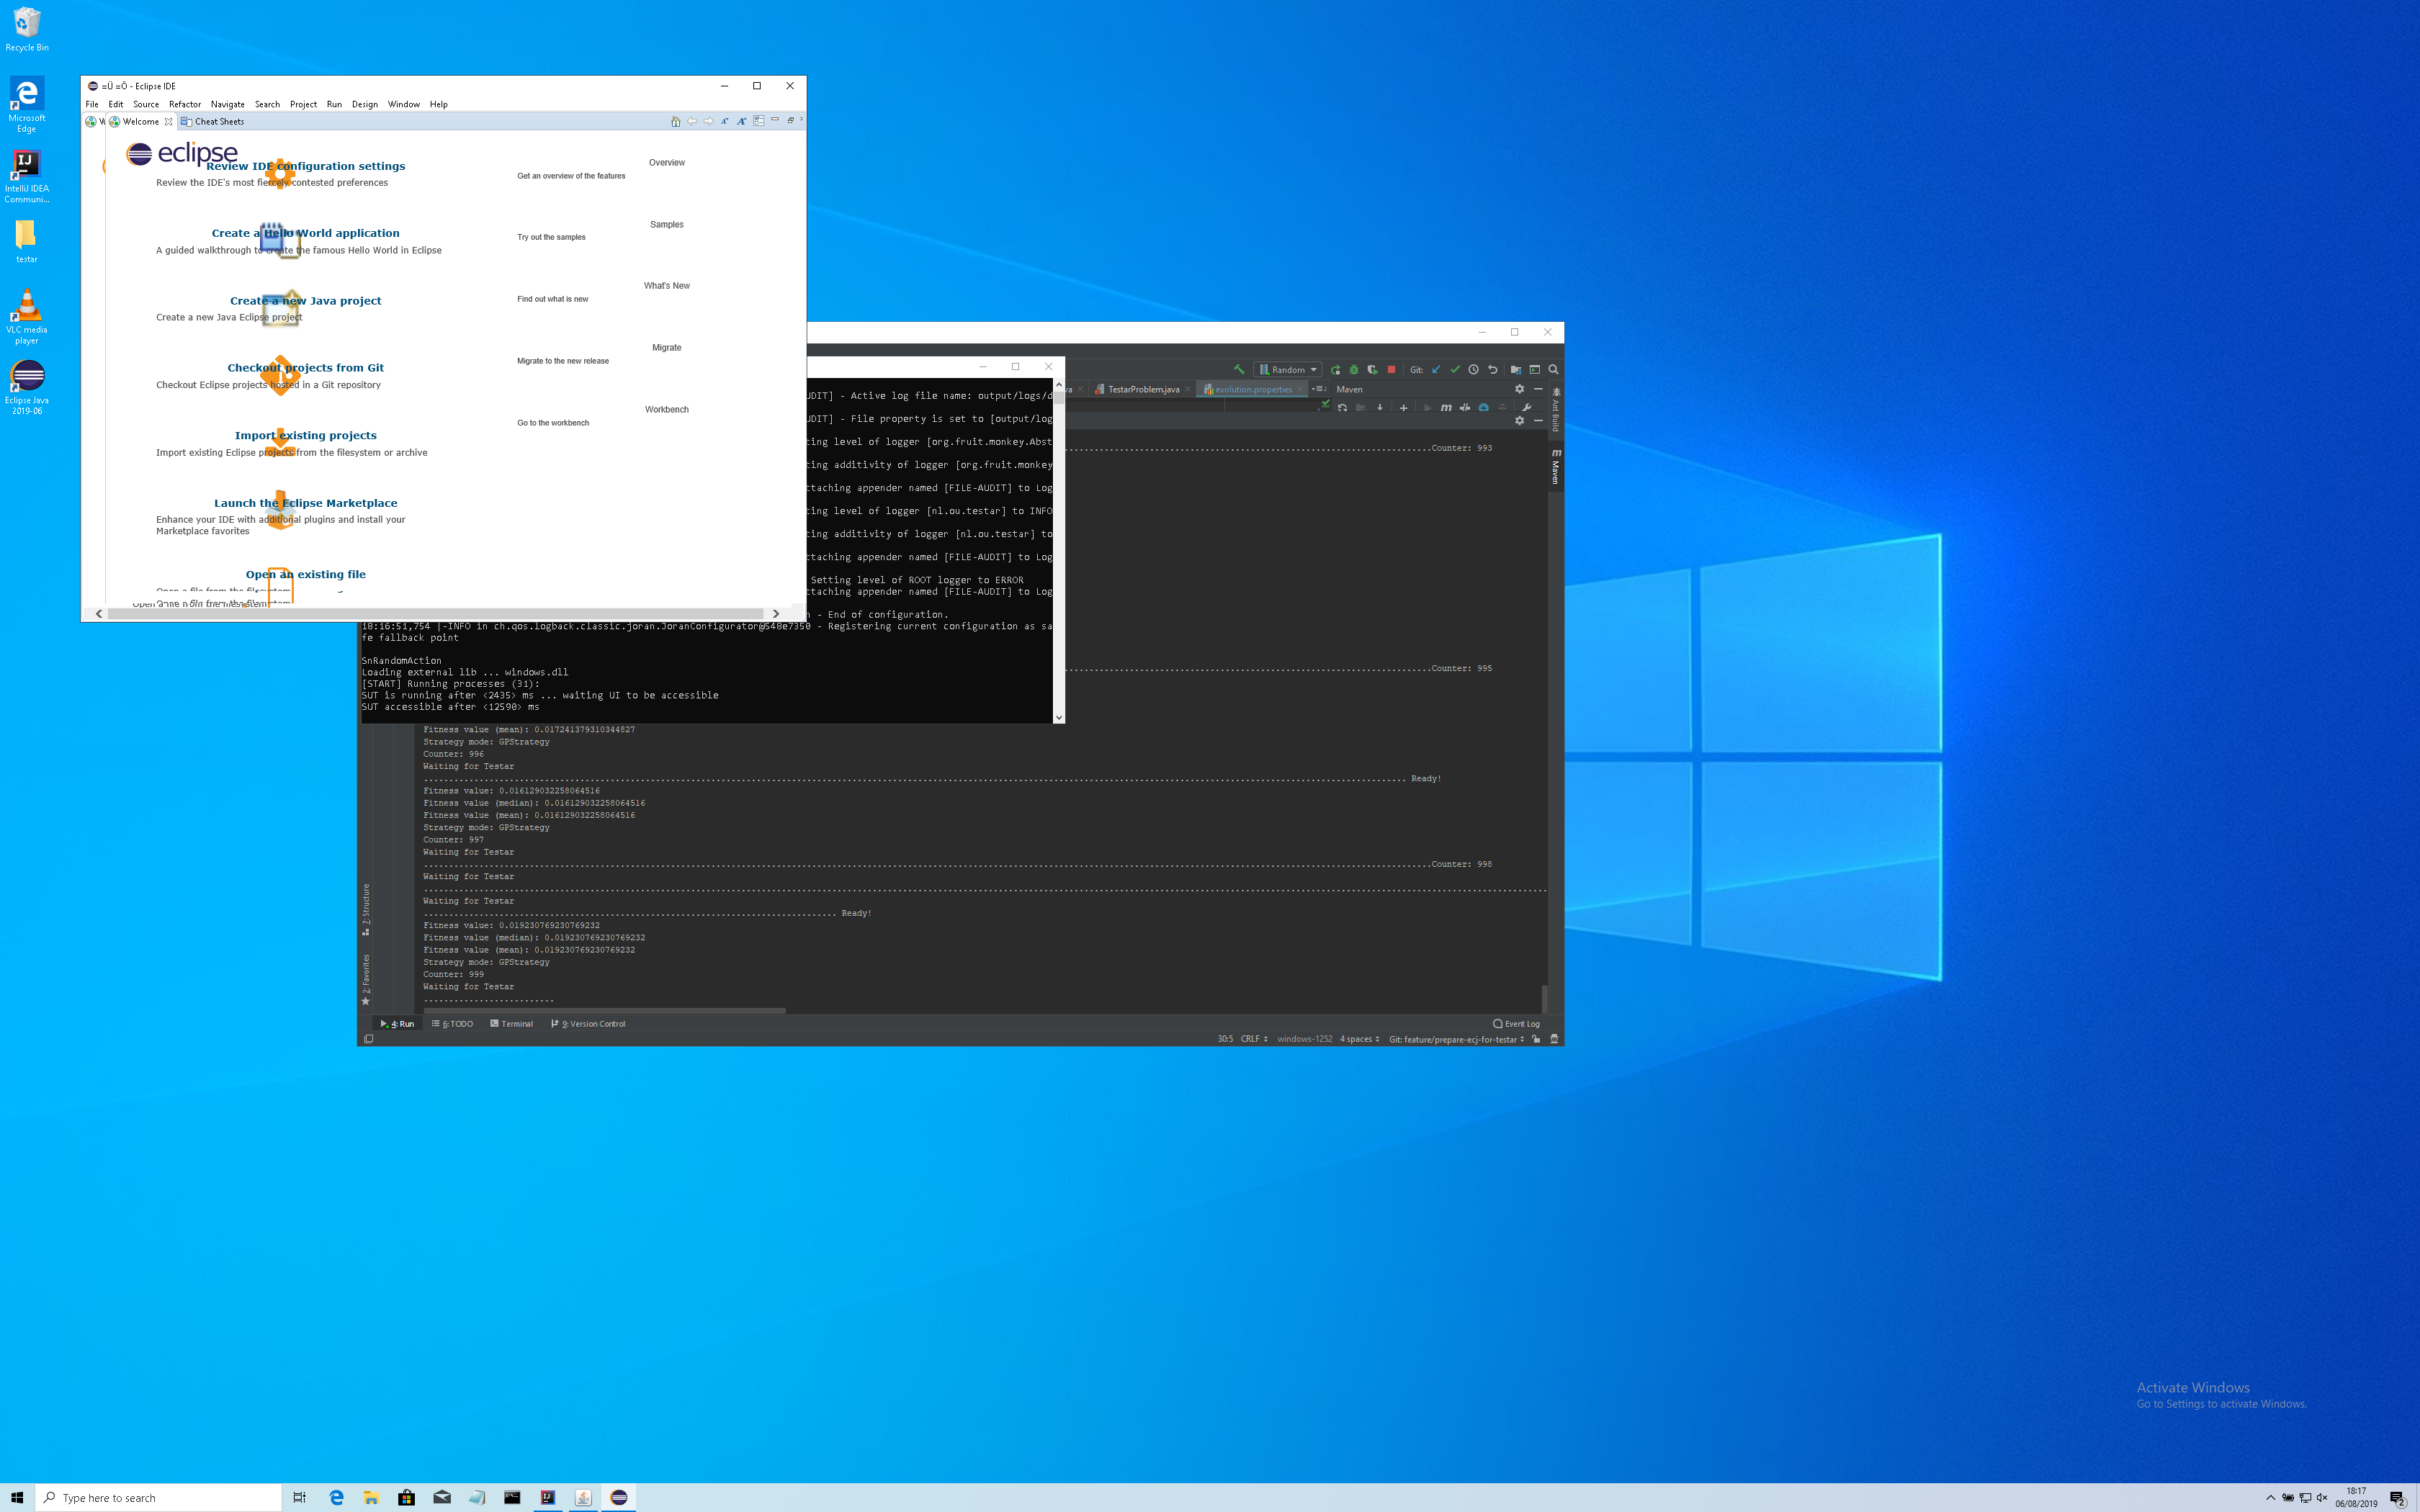 Recycle Bin
Microsoft
Edge
IntelliJ IDEA
Communi...
testar
VLC media
player
Eclipse Java
2019-06
=Ü =Ö - Eclipse IDE
File Edit Source Refactor Navigate Search Project Run Design Window Help
Welcome Cheat Sheets
eclipse
Review IDE configuration settings
Review the IDE's most fiercely contested preferences
Create a Hello World application
A guided walkthrough to create the famous Hello World in Eclipse
Create a new Java project
Create a new Java Eclipse project
Checkout projects from Git
Checkout Eclipse projects hosted in a Git repository
Import existing projects
Import existing Eclipse projects from the filesystem or archive
Launch the Eclipse Marketplace
Enhance your IDE with additional plugins and install your
Marketplace favorites
Open an existing file
Open a file from the filesystem
Overview
Get an overview of the features
Samples
Try out the samples
What's New
Find out what is new
Migrate
Migrate to the new release
Workbench
Go to the workbench
UDIT] - Active log file name: output/logs/d
UDIT] - File property is set to [output/log
ting level of logger [org.fruit.monkey.Abst
ting additivity of logger [org.fruit.monkey
ttaching appender named [FILE-AUDIT] to Log
ting level of logger [nl.ou.testar] to INFO
ting additivity of logger [nl.ou.testar] to
ttaching appender named [FILE-AUDIT] to Log
Setting level of ROOT logger to ERROR
ttaching appender named [FILE-AUDIT] to Log
n - End of configuration.
18:16:51,754 |-INFO in ch.qos.logback.classic.joran.JoranConfigurator@548e7350 - Registering current configuration as sa
fe fallback point
SnRandomAction
Loading external lib ... windows.dll
[START] Running processes (31):
SUT is running after <2435> ms ... waiting UI to be accessible
SUT accessible after <12590> ms
Random Git:
va TestarProblem.java evolution.properties Maven
Ant Build
Maven
Counter: 993
Counter: 995
Fitness value (mean): 0.017241379310344827
Strategy mode: GPStrategy
Counter: 996
Waiting for Testar
Ready!
Fitness value: 0.016129032258064516
Fitness value (median): 0.016129032258064516
Fitness value (mean): 0.016129032258064516
Strategy mode: GPStrategy
Counter: 997
Waiting for Testar
Counter: 998
Waiting for Testar
Waiting for Testar
Ready!
Fitness value: 0.019230769230769232
Fitness value (median): 0.019230769230769232
Fitness value (mean): 0.019230769230769232
Strategy mode: GPStrategy
Counter: 999
Waiting for Testar
7: Structure
2: Favorites
4: Run 6: TODO Terminal 9: Version Control Event Log
30:5 CRLF windows-1252 4 spaces Git: feature/prepare-ecj-for-testar
Activate Windows
Go to Settings to activate Windows.
Type here to search
18:17
06/08/2019
2